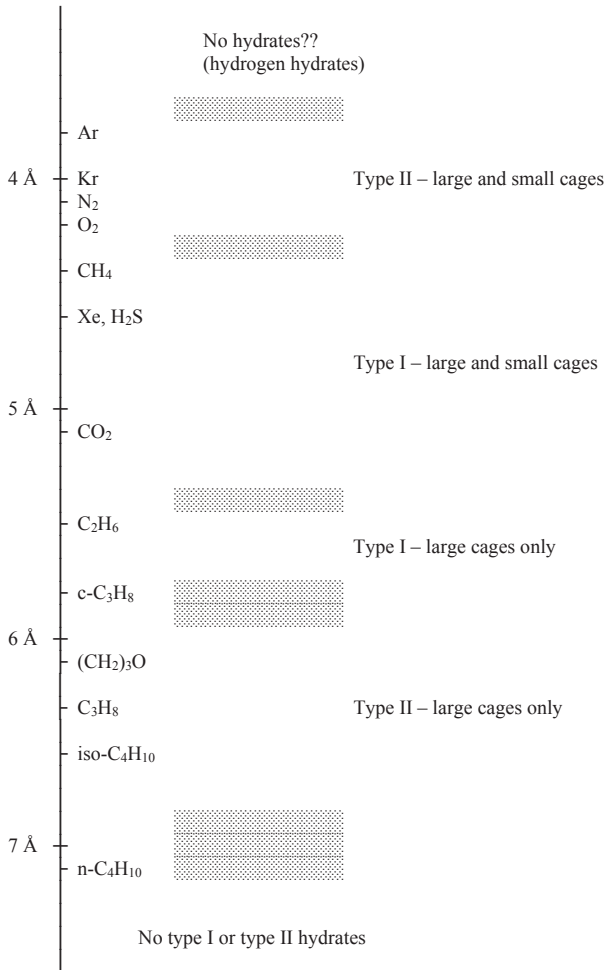 No hydrates??
(hydrogen hydrates)
Ar
4 Å Kr Type II – large and small cages
N₂
O₂
CH₄
Xe, H₂S
Type I – large and small cages
5 Å
CO₂
C₂H₆
Type I – large cages only
c-C₃H₈
6 Å
(CH₂)₃O
C₃H₈ Type II – large cages only
iso-C₄H₁₀
7 Å
n-C₄H₁₀
No type I or type II hydrates